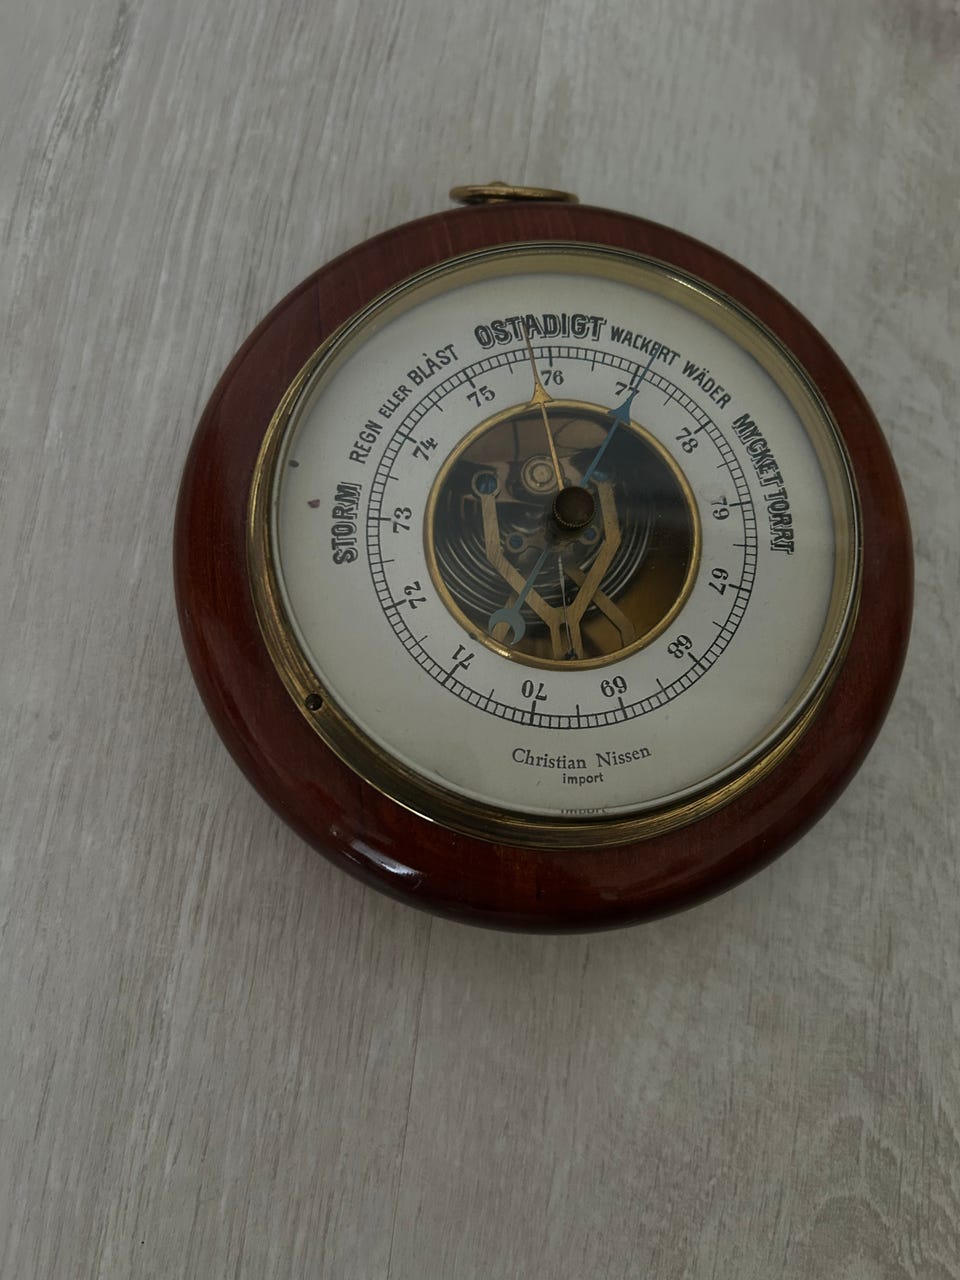 STORM
REGN ELLER BLÅST
OSTADIGT
WACKERT WÄDER
MYCKET TORRT
71
72
73
74
75
76
77
78
79
67
68
69
70
Christian Nissen
import